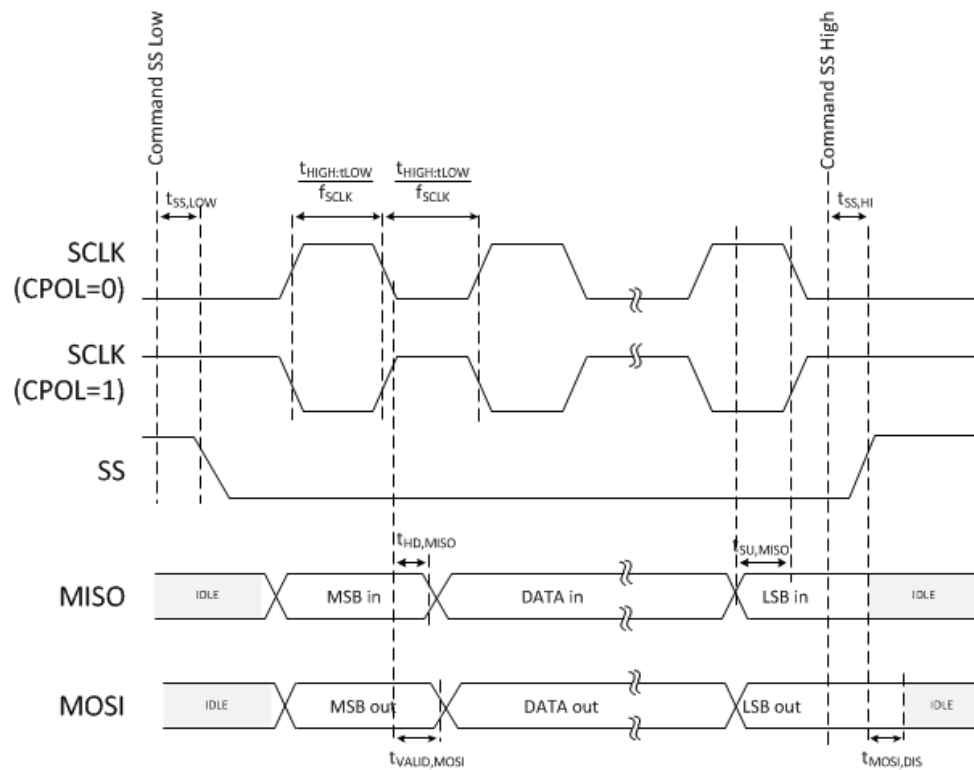 Command SS Low
Command SS High
tHIGH:tLOW
fSCLK
tHIGH:tLOW
fSCLK
tSS,LOW
tSS,HI
SCLK
(CPOL=0)
SCLK
(CPOL=1)
SS
tHD,MISO
tSU,MISO
MISO
IDLE
MSB in
DATA in
LSB in
IDLE
MOSI
IDLE
MSB out
DATA out
LSB out
IDLE
tVALID,MOSI
tMOSI,DIS